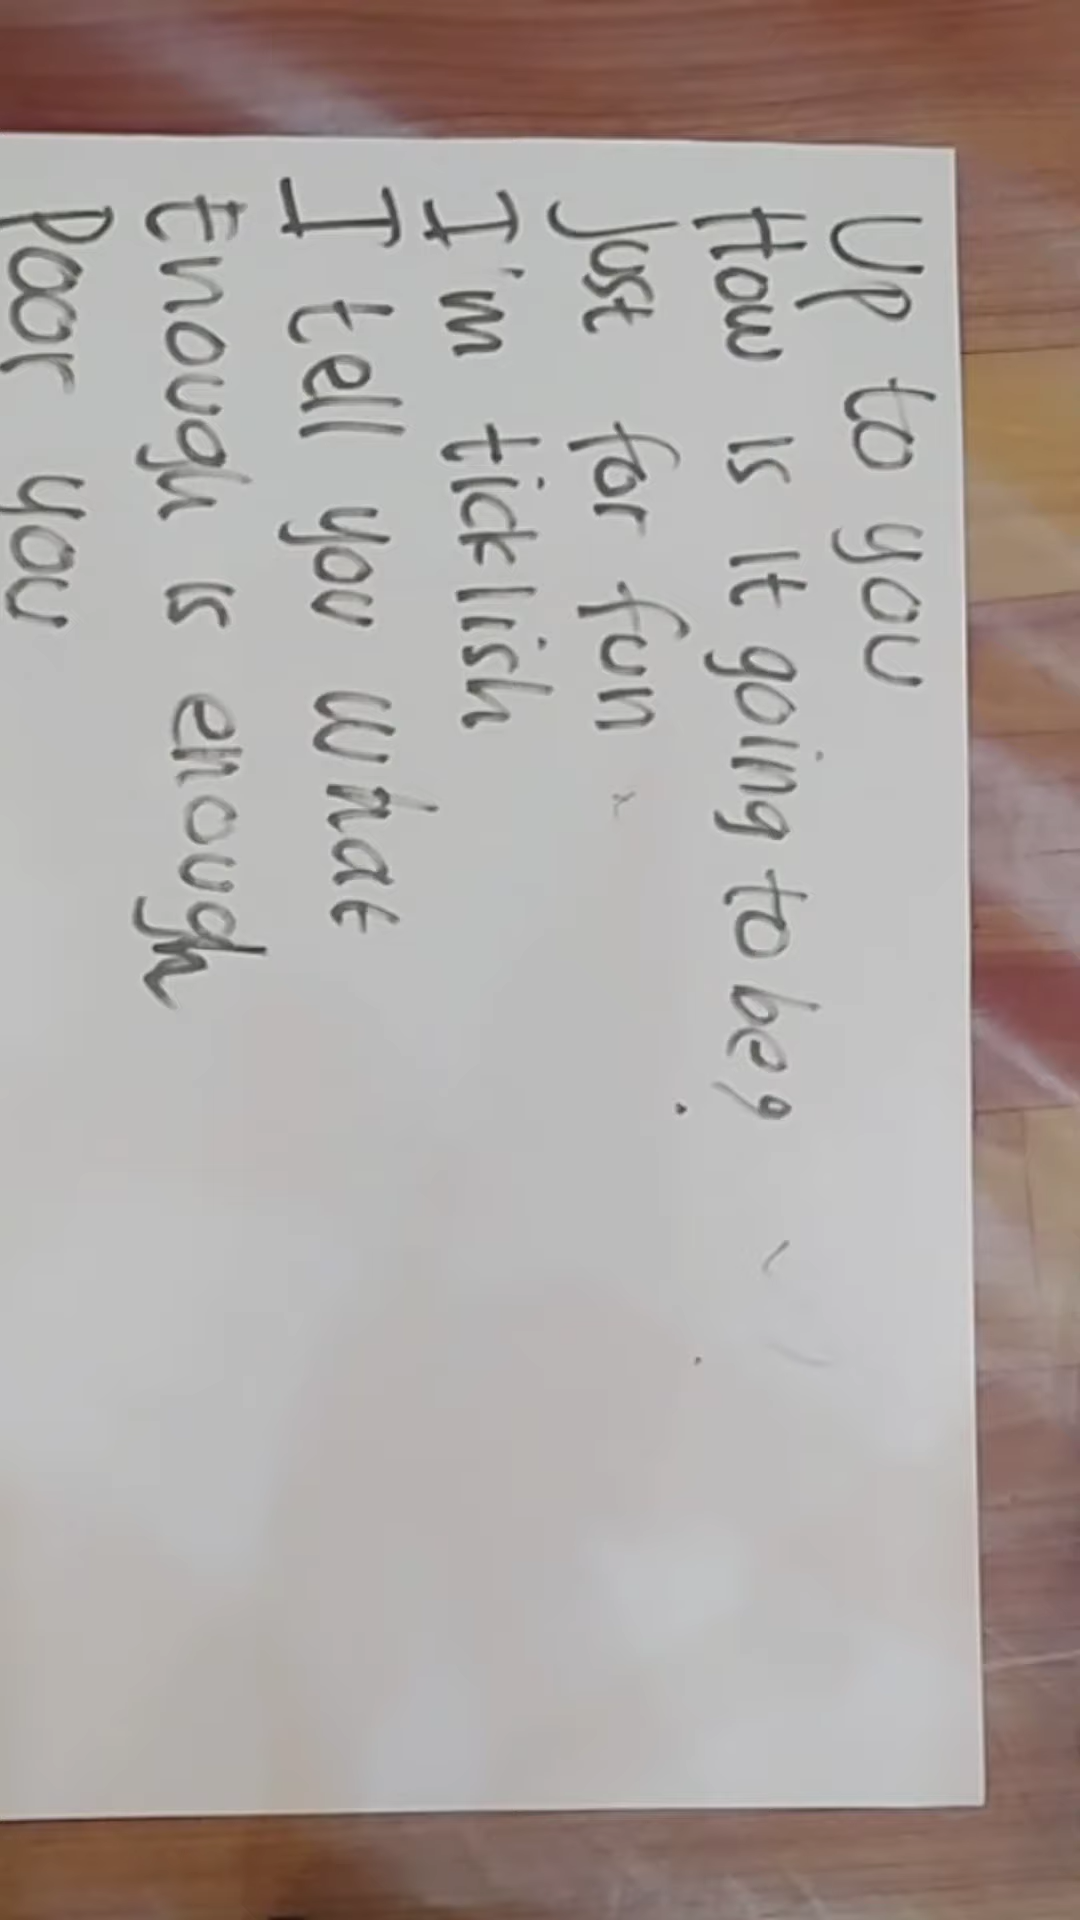 Up to you
How is it going to be?
Just for fun
I'm ticklish
I tell you what
Enough is enough
Poor you